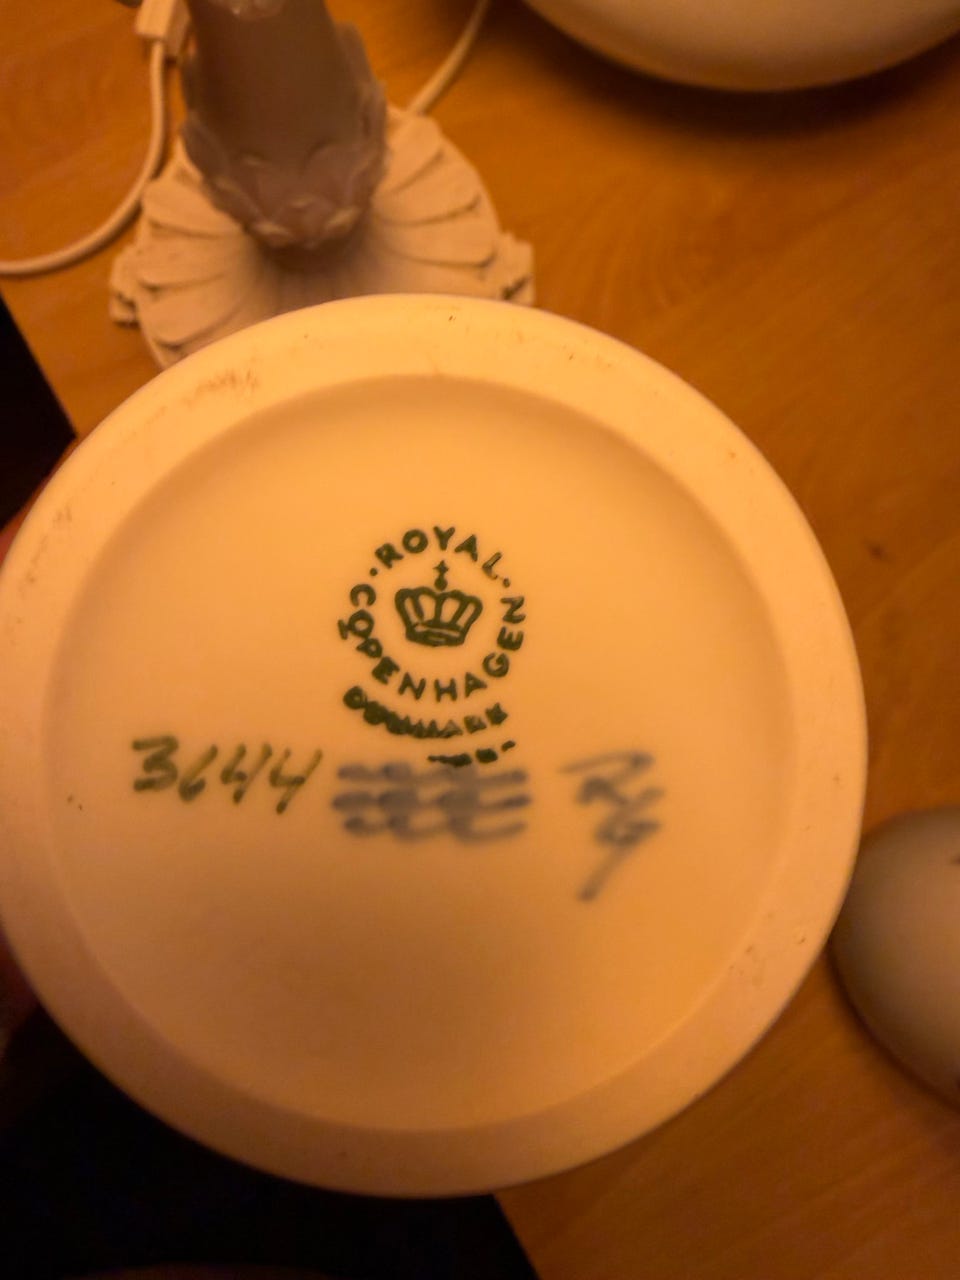 ROYAL
COPENHAGEN
DENMARK
3644